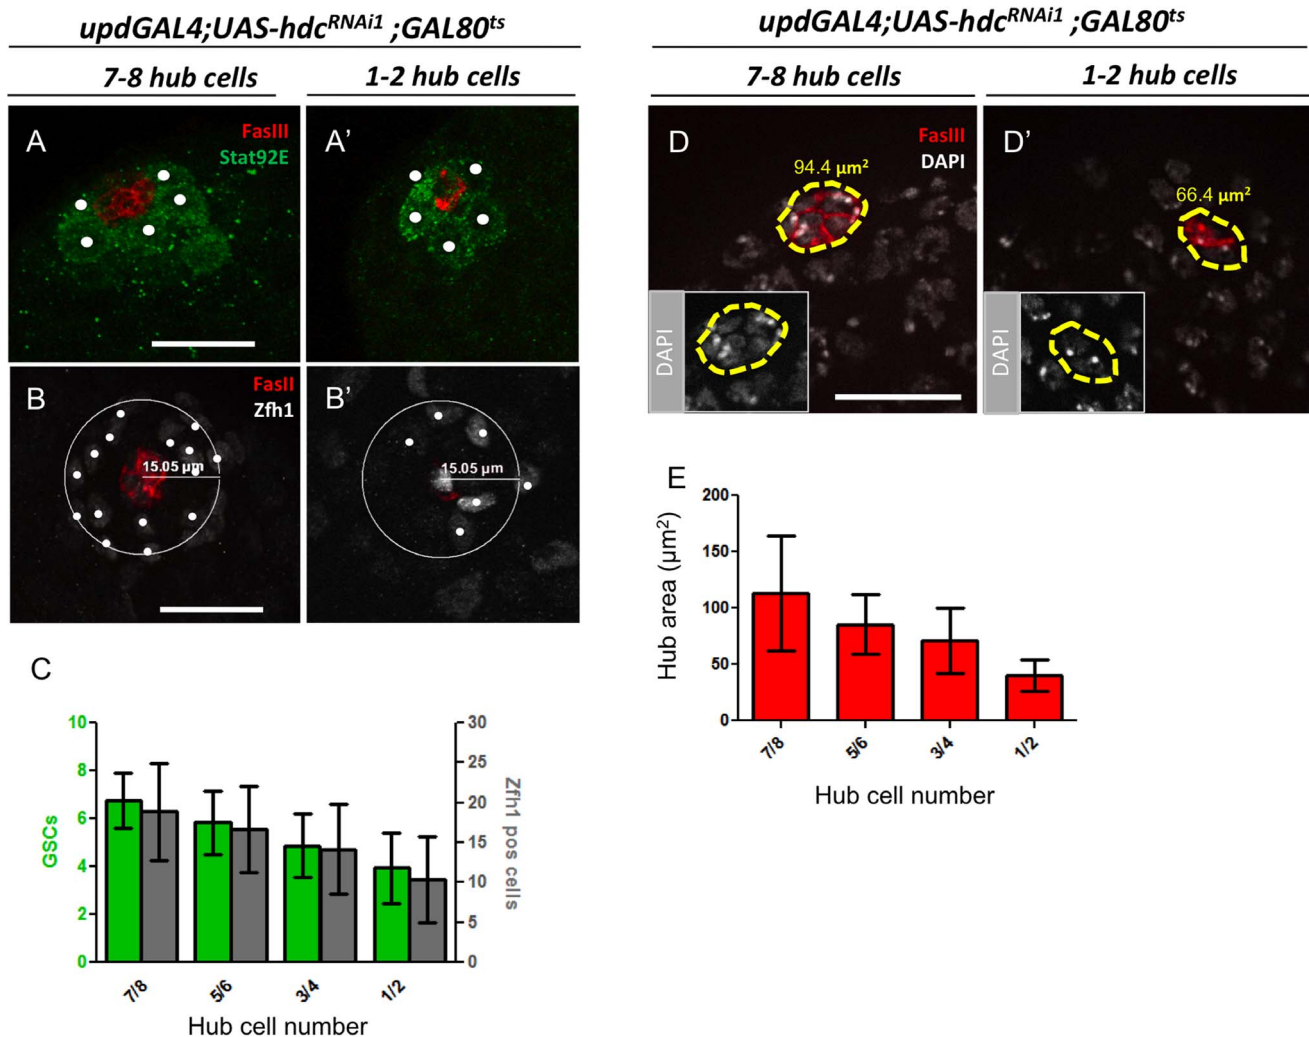 updGAL4;UAS-hdcRNAi1 ;GAL80ts
7-8 hub cells
1-2 hub cells
A
FasIII
Stat92E
A'
B
FasII
Zfh1
15.05 µm
B'
15.05 µm
C
10
8
6
4
2
0
GSCs
30
25
20
15
10
5
0
Zfh1 pos cells
7/8
5/6
3/4
1/2
Hub cell number
updGAL4;UAS-hdcRNAi1 ;GAL80ts
7-8 hub cells
1-2 hub cells
D
FasIII
DAPI
94.4 µm²
DAPI
D'
66.4 µm²
DAPI
E
200
150
100
50
0
Hub area (µm²)
7/8
5/6
3/4
1/2
Hub cell number